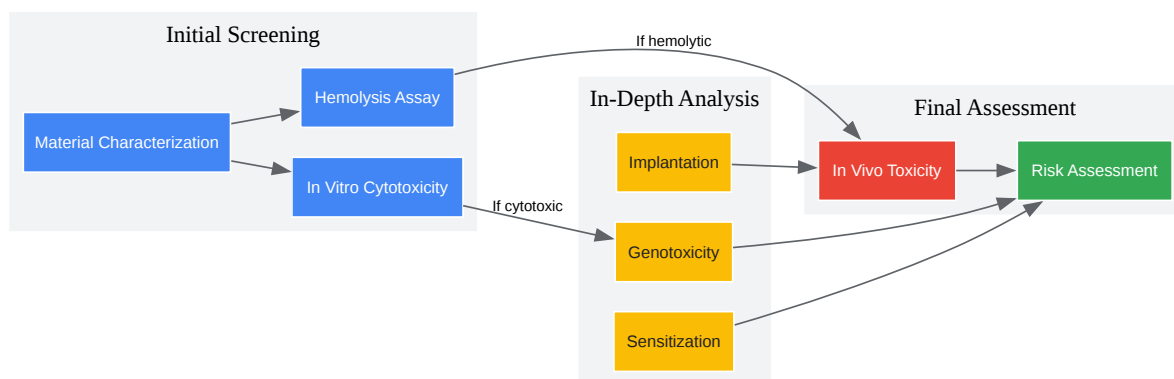 Initial Screening
Material Characterization
Hemolysis Assay
In Vitro Cytotoxicity
If hemolytic
If cytotoxic
In-Depth Analysis
Implantation
Genotoxicity
Sensitization
Final Assessment
In Vivo Toxicity
Risk Assessment